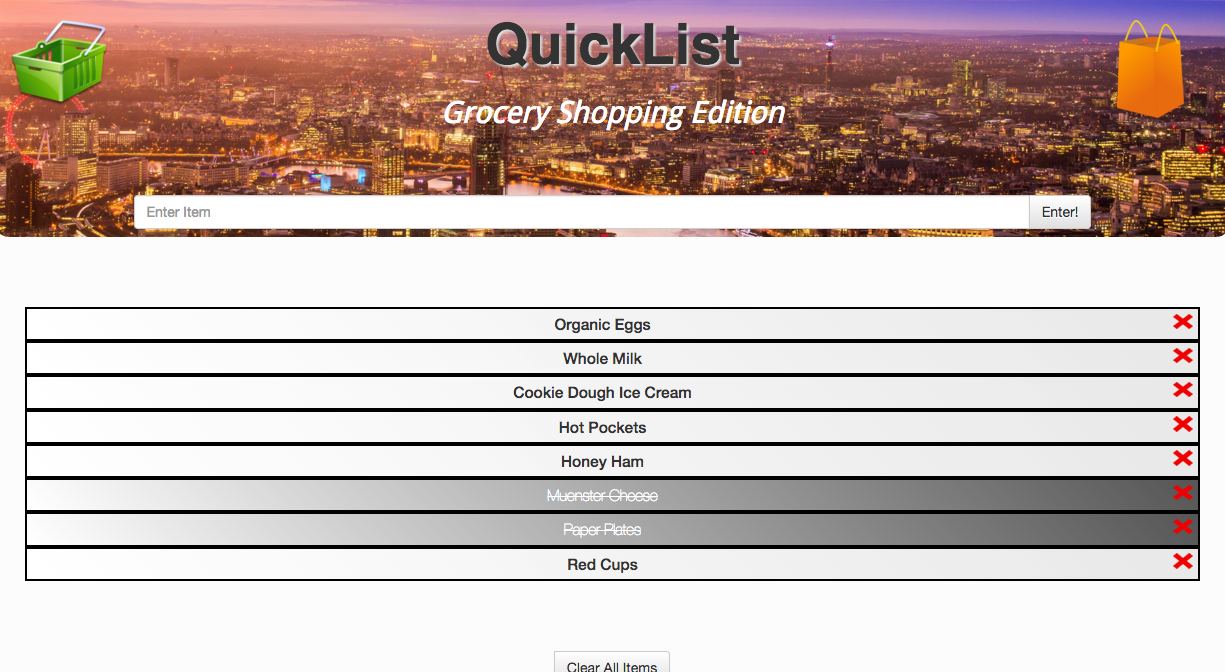 QuickList
Grocery Shopping Edition
Enter Item
Enter!
Organic Eggs
Whole Milk
Cookie Dough Ice Cream
Hot Pockets
Honey Ham
Muenster Cheese
Paper Plates
Red Cups
Clear All Items